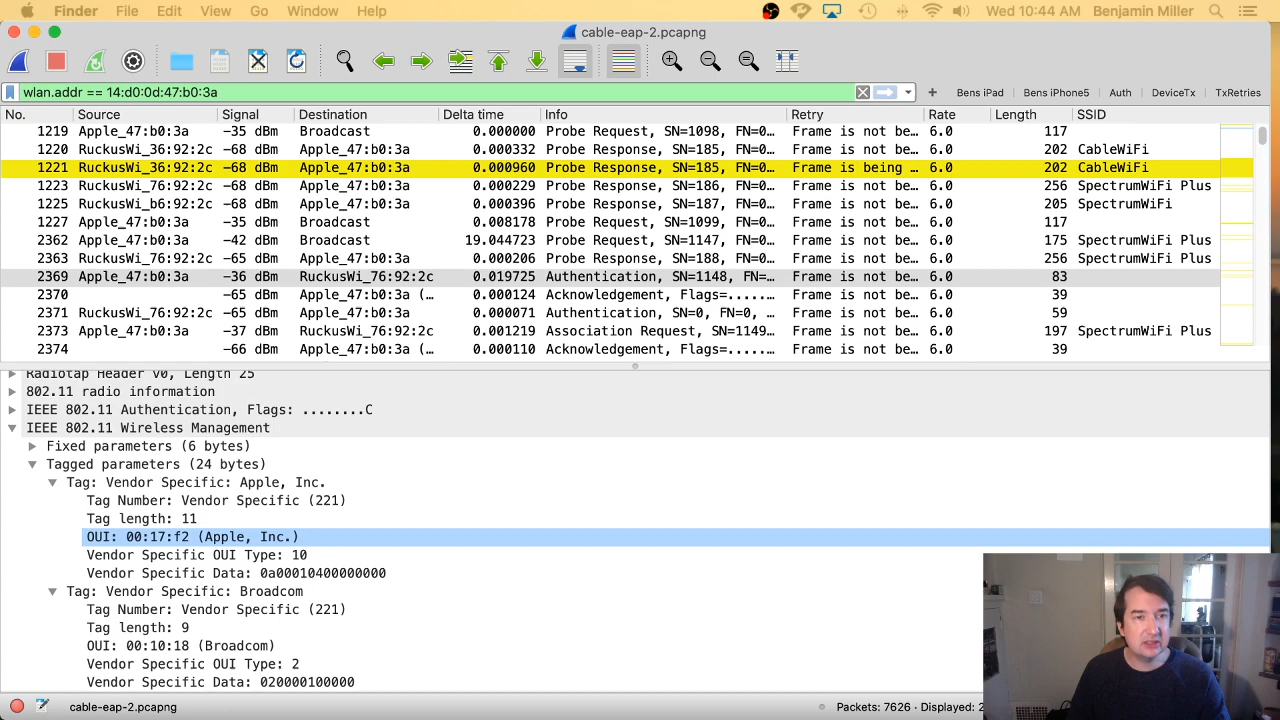 Finder File Edit View Go Window Help Wed 10:44 AM Benjamin Miller
cable-eap-2.pcapng
wlan.addr == 14:d0:0d:47:b0:3a + Bens iPad Bens iPhone5 Auth DeviceTx TxRetries
No. Source Signal Destination Delta time Info Retry Rate Length SSID
1219 Apple_47:b0:3a -35 dBm Broadcast 0.000000 Probe Request, SN=1098, FN=0… Frame is not be… 6.0 117
1220 RuckusWi_36:92:2c -68 dBm Apple_47:b0:3a 0.000332 Probe Response, SN=185, FN=0… Frame is not be… 6.0 202 CableWiFi
1221 RuckusWi_36:92:2c -68 dBm Apple_47:b0:3a 0.000960 Probe Response, SN=185, FN=0… Frame is being … 6.0 202 CableWiFi
1223 RuckusWi_76:92:2c -68 dBm Apple_47:b0:3a 0.000229 Probe Response, SN=186, FN=0… Frame is not be… 6.0 256 SpectrumWiFi Plus
1225 RuckusWi_b6:92:2c -68 dBm Apple_47:b0:3a 0.000396 Probe Response, SN=187, FN=0… Frame is not be… 6.0 205 SpectrumWiFi
1227 Apple_47:b0:3a -35 dBm Broadcast 0.008178 Probe Request, SN=1099, FN=0… Frame is not be… 6.0 117
2362 Apple_47:b0:3a -42 dBm Broadcast 19.044723 Probe Request, SN=1147, FN=0… Frame is not be… 6.0 175 SpectrumWiFi Plus
2363 RuckusWi_76:92:2c -68 dBm Apple_47:b0:3a 0.000206 Probe Response, SN=188, FN=0… Frame is not be… 6.0 256 SpectrumWiFi Plus
2369 Apple_47:b0:3a -36 dBm RuckusWi_76:92:2c 0.019725 Authentication, SN=1148, FN=… Frame is not be… 6.0 83
2370 -65 dBm Apple_47:b0:3a (… 0.000124 Acknowledgement, Flags=.....… Frame is not be… 6.0 39
2371 RuckusWi_76:92:2c -65 dBm Apple_47:b0:3a 0.000071 Authentication, SN=0, FN=0, … Frame is not be… 6.0 59
2373 Apple_47:b0:3a -37 dBm RuckusWi_76:92:2c 0.001219 Association Request, SN=1149… Frame is not be… 6.0 197 SpectrumWiFi Plus
2374 -66 dBm Apple_47:b0:3a (… 0.000110 Acknowledgement, Flags=.....… Frame is not be… 6.0 39
Radiotap Header v0, Length 25
802.11 radio information
IEEE 802.11 Authentication, Flags: ........C
IEEE 802.11 Wireless Management
Fixed parameters (6 bytes)
Tagged parameters (24 bytes)
Tag: Vendor Specific: Apple, Inc.
Tag Number: Vendor Specific (221)
Tag length: 11
OUI: 00:17:f2 (Apple, Inc.)
Vendor Specific OUI Type: 10
Vendor Specific Data: 0a00010400000000
Tag: Vendor Specific: Broadcom
Tag Number: Vendor Specific (221)
Tag length: 9
OUI: 00:10:18 (Broadcom)
Vendor Specific OUI Type: 2
Vendor Specific Data: 020000100000
cable-eap-2.pcapng Packets: 7626 · Displayed: